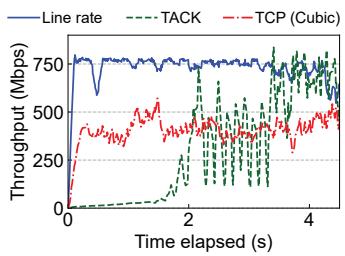 Line rate TACK TCP (Cubic)
Throughput (Mbps)
750
500
250
0
0 2 4
Time elapsed (s)